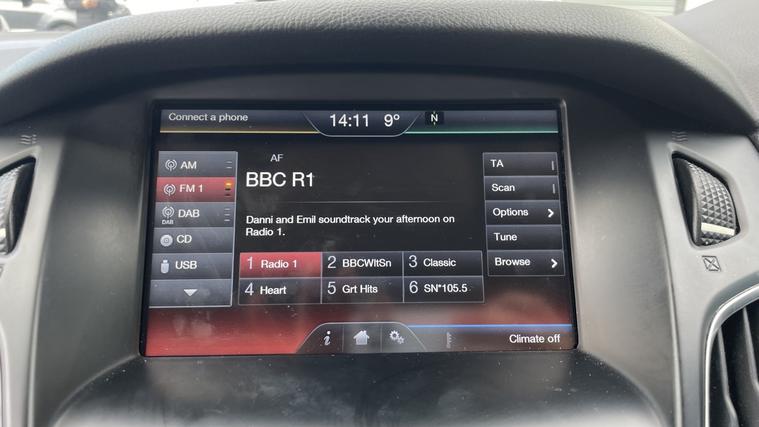 Connect a phone
14:11 9°
N
AM
FM 1
DAB
DAB
CD
USB
AF
BBC R1
Danni and Emil soundtrack your afternoon on
Radio 1.
1 Radio 1
2 BBCWltSn
3 Classic
4 Heart
5 Grt Hits
6 SN*105.5
TA
Scan
Options
Tune
Browse
i
Climate off